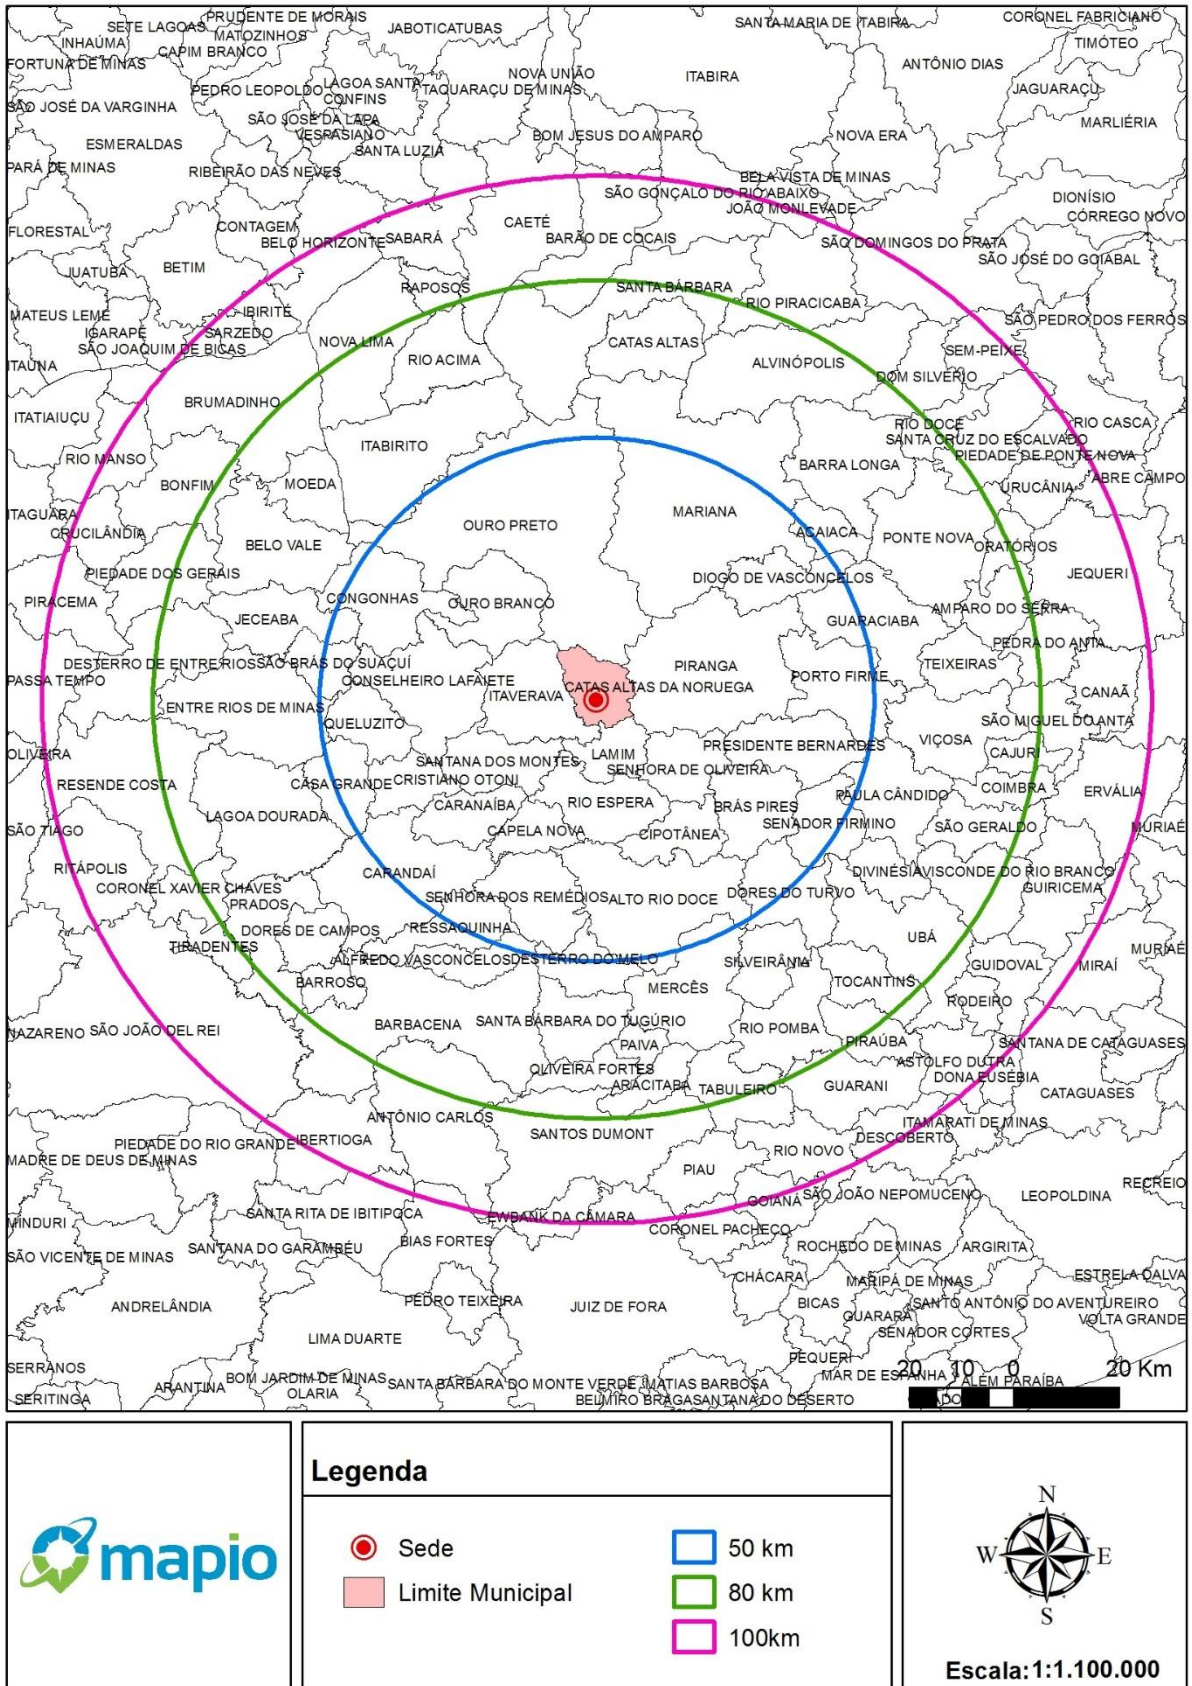 SETE LAGOAS
PRUDENTE DE MORAIS
JABOTICATUBAS
SANTA MARIA DE ITABIRA
CORONEL FABRICIANO
INHAÚMA
MATOZINHOS
CAPIM BRANCO
TIMÓTEO
FORTUNA DE MINAS
NOVA UNIÃO
ITABIRA
ANTÔNIO DIAS
PEDRO LEOPOLDO
LAGOA SANTA
CONFINS
TAQUARAÇU DE MINAS
JAGUARAÇU
SÃO JOSÉ DA VARGINHA
SÃO JOSÉ DA LAPA
VESPASIANO
MARLIÉRIA
ESMERALDAS
SANTA LUZIA
BOM JESUS DO AMPARO
NOVA ERA
PARÁ DE MINAS
RIBEIRÃO DAS NEVES
BELA VISTA DE MINAS
SÃO GONÇALO DO RIO ABAIXO
JOÃO MONLEVADE
DIONÍSIO
CÓRREGO NOVO
FLORESTAL
CONTAGEM
BELO HORIZONTE
SABARÁ
CAETÉ
BARÃO DE COCAIS
SÃO DOMINGOS DO PRATA
SÃO JOSÉ DO GOIABAL
JUATUBA
BETIM
RAPOSOS
SANTA BÁRBARA
RIO PIRACICABA
MATEUS LEME
IBIRITÉ
SÃO PEDRO DOS FERROS
IGARAPÉ
SARZEDO
SÃO JOAQUIM DE BICAS
NOVA LIMA
RIO ACIMA
CATAS ALTAS
ALVINÓPOLIS
SEM-PEIXE
ITAÚNA
DOM SILVÉRIO
BRUMADINHO
ITATIAIUÇU
ITABIRITO
RIO DOCE
RIO CASCA
SANTA CRUZ DO ESCALVADO
PIEDADE DE PONTE NOVA
RIO MANSO
BARRA LONGA
ABRE CAMPO
BONFIM
MOEDA
URUCÂNIA
ITAGUARA
CRUCILÂNDIA
OURO PRETO
MARIANA
ACAIACA
PONTE NOVA
ORATÓRIOS
BELO VALE
PIEDADE DOS GERAIS
DIOGO DE VASCONCELOS
JEQUERI
PIRACEMA
CONGONHAS
OURO BRANCO
JECEABA
GUARACIABA
AMPARO DO SERRA
PEDRA DO ANTA
DESTERRO DE ENTRE RIOS
SÃO BRÁS DO SUAÇUÍ
PIRANGA
TEIXEIRAS
PASSA TEMPO
CONSELHEIRO LAFAIETE
ITAVERAVA
CATAS ALTAS DA NORUEGA
PORTO FIRME
CANAÃ
ENTRE RIOS DE MINAS
QUELUZITO
SÃO MIGUEL DO ANTA
OLIVEIRA
LAMIM
PRESIDENTE BERNARDES
VIÇOSA
CAJURI
SANTANA DOS MONTES
SENHORA DE OLIVEIRA
RESENDE COSTA
CASA GRANDE
CRISTIANO OTONI
COIMBRA
ERVÁLIA
CARANAÍBA
RIO ESPERA
BRÁS PIRES
PAULA CÂNDIDO
LAGOA DOURADA
SENADOR FIRMINO
SÃO GERALDO
SÃO TIAGO
CAPELA NOVA
CIPOTÂNEA
MURIAÉ
RITÁPOLIS
CARANDAÍ
DIVINÉSIA
VISCONDE DO RIO BRANCO
GUIRICEMA
CORONEL XAVIER CHAVES
PRADOS
SENHORA DOS REMÉDIOS
ALTO RIO DOCE
DORES DO TURVO
DORES DE CAMPOS
RESSAQUINHA
UBÁ
TIRADENTES
MURIAÉ
ALFREDO VASCONCELOS
DESTERRO DO MELO
SILVEIRÂNIA
GUIDOVAL
MIRAÍ
BARROSO
MERCÊS
TOCANTINS
RODEIRO
NAZARENO
SÃO JOÃO DEL REI
BARBACENA
SANTA BÁRBARA DO TUGÚRIO
RIO POMBA
PIRAÚBA
SANTANA DE CATAGUASES
PAIVA
OLIVEIRA FORTES
ASTOLFO DUTRA
DONA EUSÉBIA
ARACITABA
TABULEIRO
GUARANI
CATAGUASES
ANTÔNIO CARLOS
ITAMARATI DE MINAS
PIEDADE DO RIO GRANDE
IBERTIOGA
SANTOS DUMONT
DESCOBERTO
MADRE DE DEUS DE MINAS
RIO NOVO
PIAU
RECREIO
GOIANÁ
SÃO JOÃO NEPOMUCENO
LEOPOLDINA
MINDURI
SANTA RITA DE IBITIPOCA
EWBANK DA CÂMARA
CORONEL PACHECO
SÃO VICENTE DE MINAS
SANTANA DO GARAMBÉU
BIAS FORTES
ROCHEDO DE MINAS
ARGIRITA
CHÁCARA
MARIPÁ DE MINAS
ESTRELA DALVA
ANDRELÂNDIA
PEDRO TEIXEIRA
JUIZ DE FORA
BICAS
GUARARÁ
SANTO ANTÔNIO DO AVENTUREIRO
VOLTA GRANDE
LIMA DUARTE
SENADOR CORTES
SERRANOS
PEQUERI
MAR DE ESPANHA
ALÉM PARAÍBA
20 10 0 20 Km
SERITINGA
ARANTINA
BOM JARDIM DE MINAS
OLARIA
SANTA BÁRBARA DO MONTE VERDE
MATIAS BARBOSA
BELMIRO BRAGA
SANTANA DO DESERTO
mapio
Legenda
Sede
Limite Municipal
50 km
80 km
100km
N
W E
S
Escala:1:1.100.000